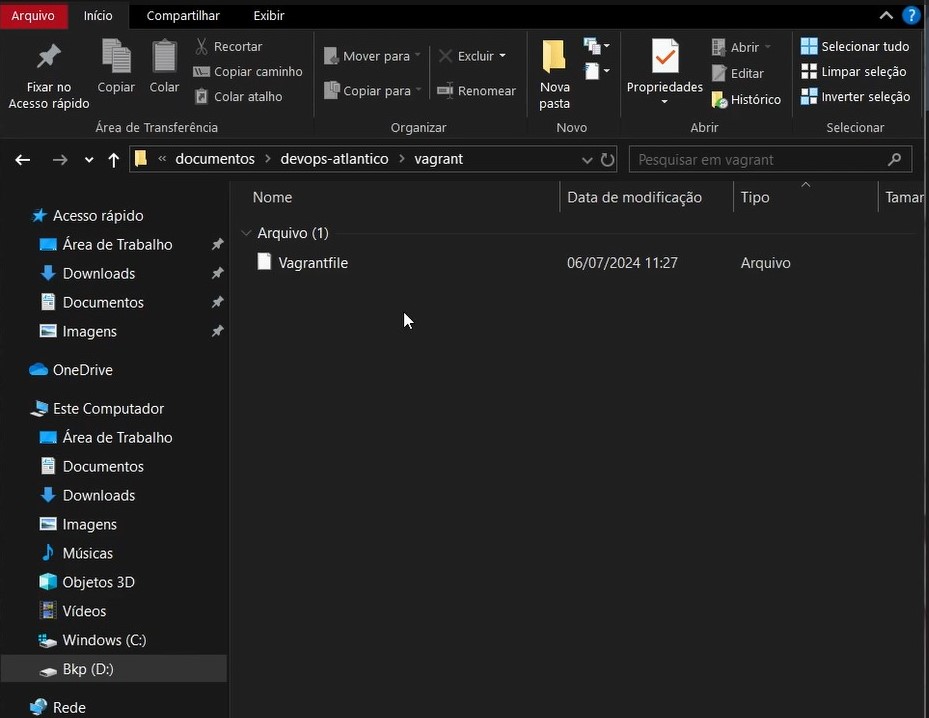 Arquivo
Início
Compartilhar
Exibir
?
Fixar no
Acesso rápido
Copiar
Colar
Recortar
Copiar caminho
Colar atalho
Área de Transferência
Mover para
Copiar para
Excluir
Renomear
Organizar
Nova
pasta
Novo
Propriedades
Abrir
Editar
Histórico
Abrir
Selecionar tudo
Limpar seleção
Inverter seleção
Selecionar
« documentos > devops-atlantico > vagrant
Pesquisar em vagrant
Nome
Data de modificação
Tipo
Tamar
Arquivo (1)
Vagrantfile
06/07/2024 11:27
Arquivo
Acesso rápido
Área de Trabalho
Downloads
Documentos
Imagens
OneDrive
Este Computador
Área de Trabalho
Documentos
Downloads
Imagens
Músicas
Objetos 3D
Vídeos
Windows (C:)
Bkp (D:)
Rede